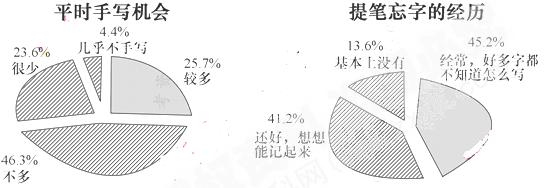 平时手写机会
4.4%
几乎不手写
23.6%
很少
25.7%
较多
46.3%
不多
提笔忘字的经历
13.6%
基本上没有
45.2%
经常，好多字都
不知道怎么写
41.2%
还好，想想
能记起来